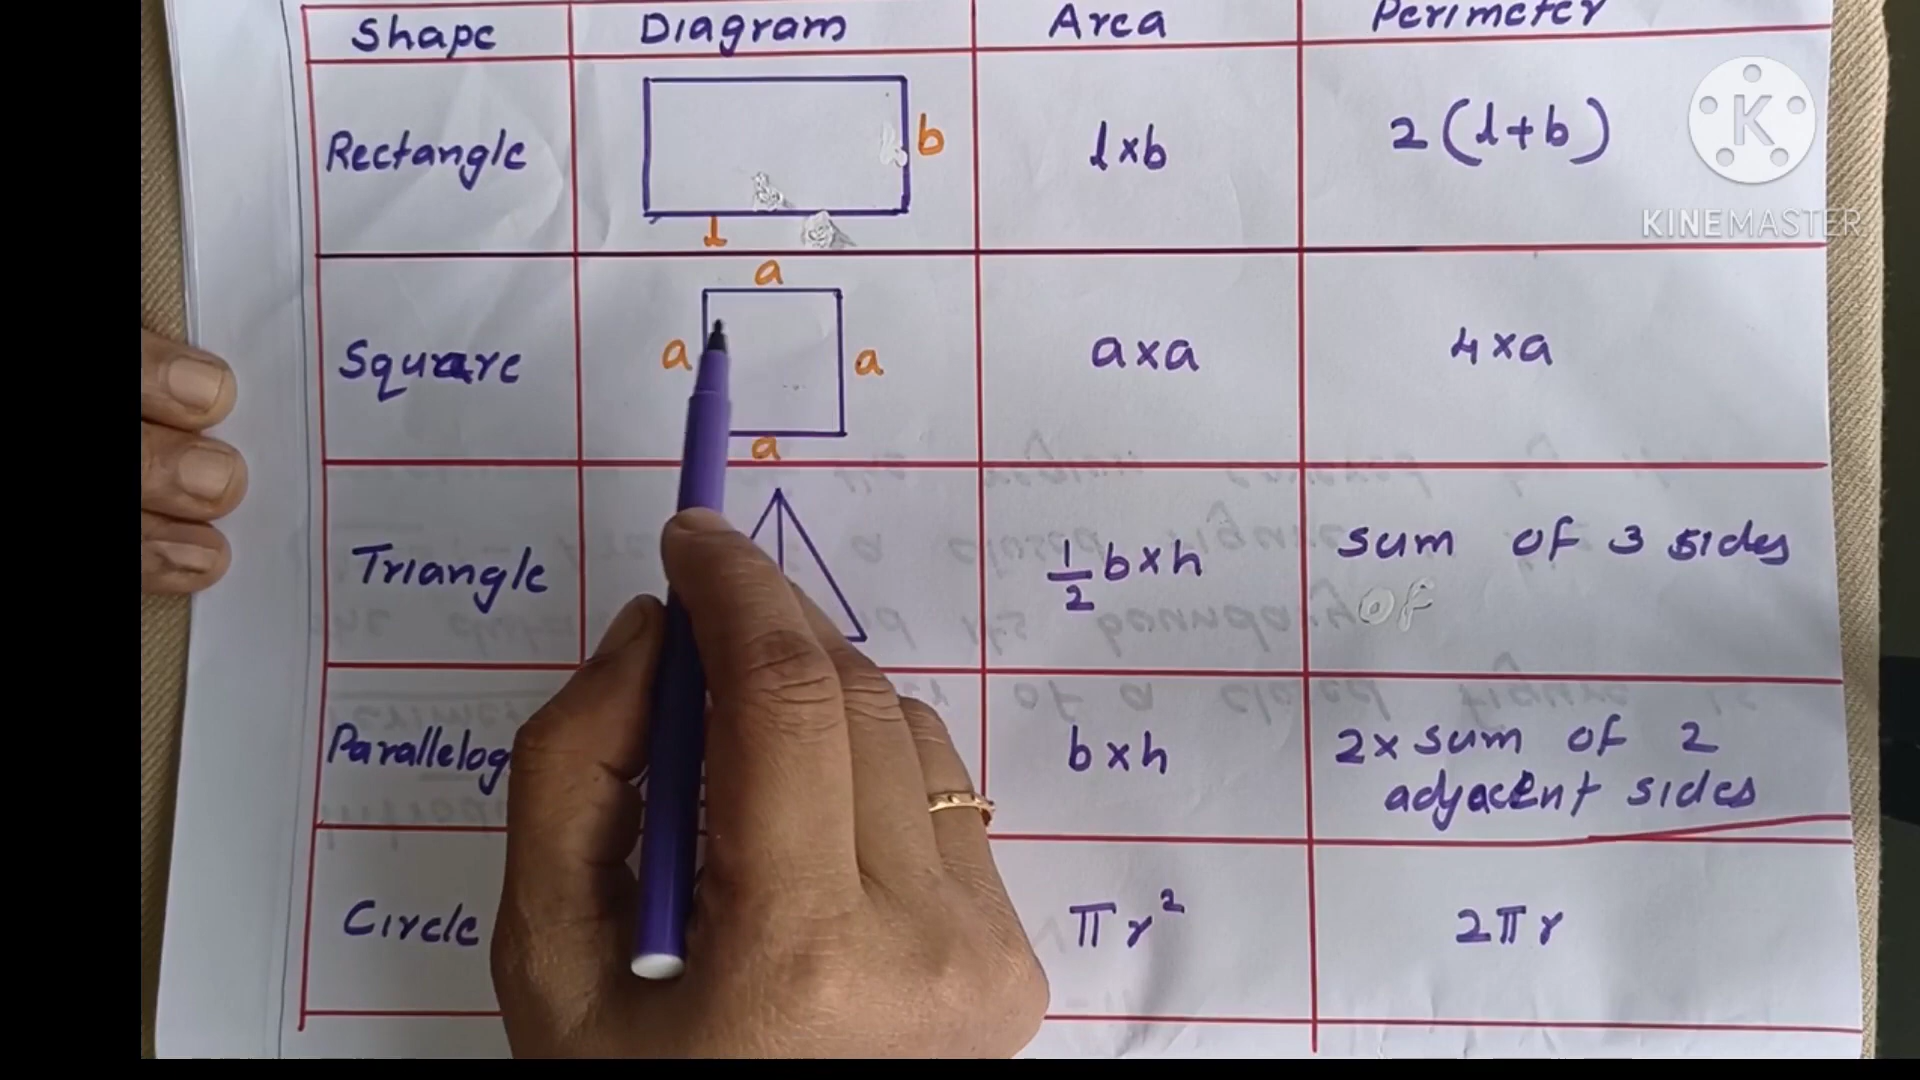 Shape Diagram Area Perimeter
Rectangle b l×b 2(l+b)
l
Square a a×a 4×a
a a
a
Triangle 1/2 b×h sum of 3 sides
of
Parallelog b×h 2× sum of 2
adjacent sides
Circle πr² 2πr
K
KINEMASTER